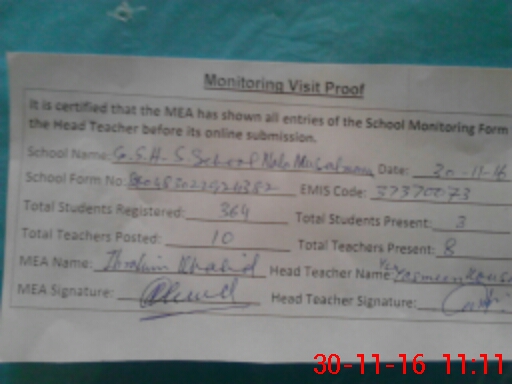 Monitoring Visit Proof
It is certified that the MEA has shown all entries of the School Monitoring Form
the Head Teacher before its online submission.
School Name: G.S.H.S School Date: 30-11-16
School Form No: EMIS Code: 37370073
Total Students Registered: 364 Total Students Present: 3
Total Teachers Posted: 10 Total Teachers Present: 8
MEA Name: Ibrahim Khalid Head Teacher Name: Yasmeen
MEA Signature: Head Teacher Signature:
30-11-16 11:11